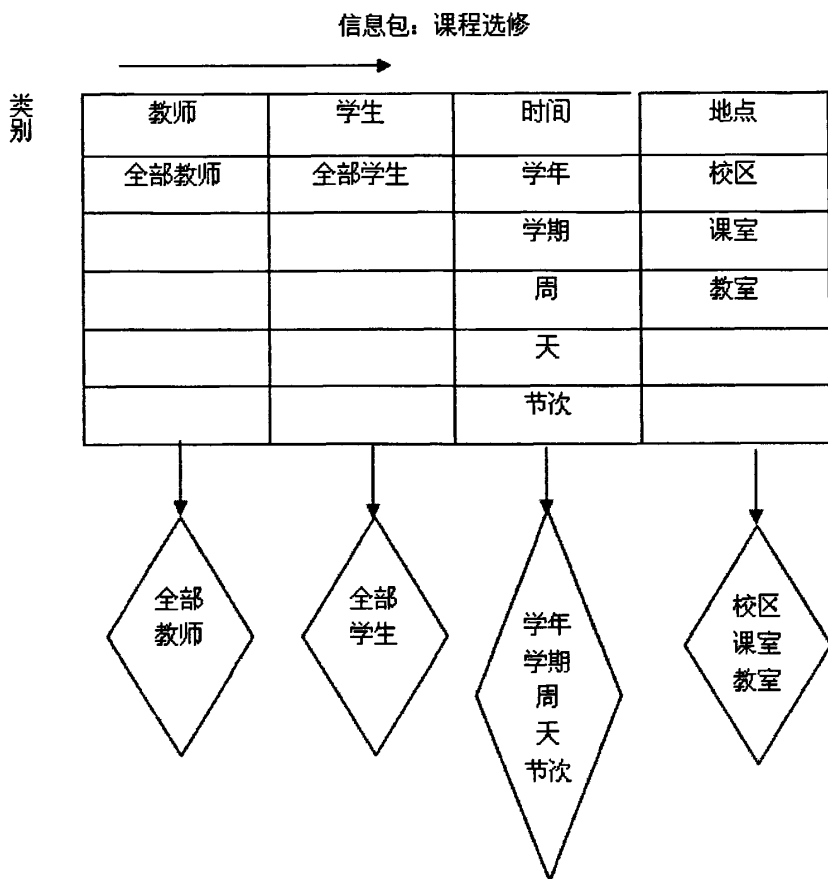 信息包：课程选修
类别
教师 学生 时间 地点
全部教师 全部学生 学年 校区
学期 课室
周 教室
天
节次
全部
教师
全部
学生
学年
学期
周
天
节次
校区
课室
教室